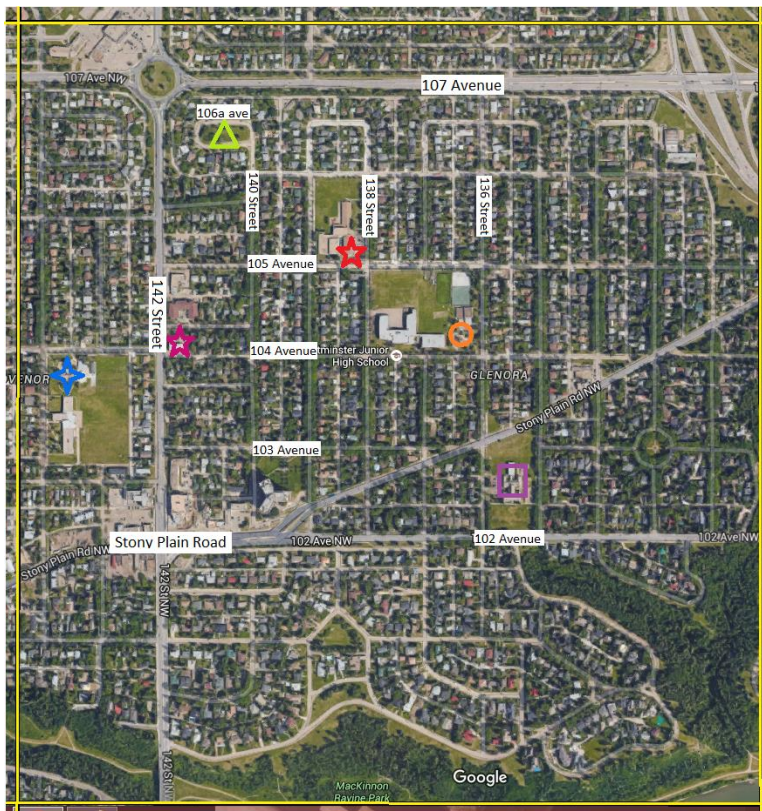 107 Ave NW
107 Avenue
106a ave
140 Street
138 Street
136 Street
105 Avenue
142 Street
104 Avenue
tminster Junior
High School
OVENOR
GLENORA
Stony Plain Rd NW
103 Avenue
Stony Plain Road
102 Ave NW
102 Avenue
102 Ave NW
Stony Plain Rd NW
142 St NW
142 St NW
Google
MacKinnon
Ravine Park